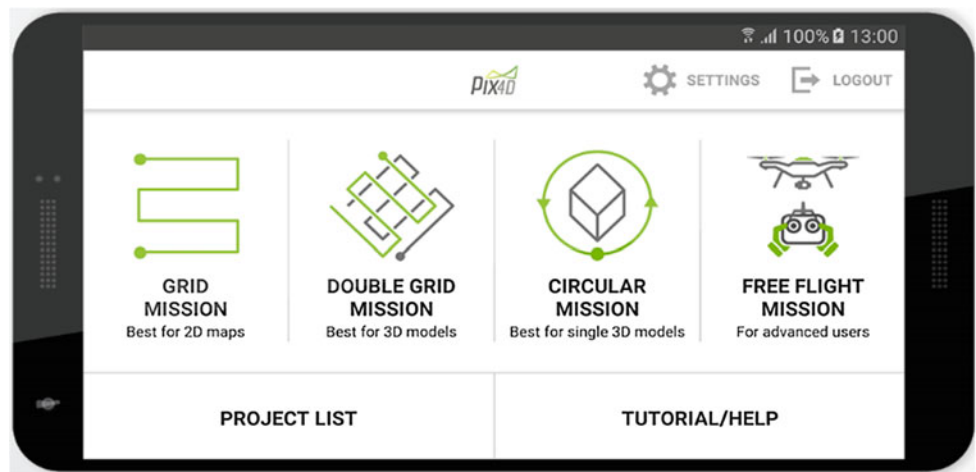 100% 13:00
PIX4D
SETTINGS
LOGOUT
GRID
MISSION
Best for 2D maps
DOUBLE GRID
MISSION
Best for 3D models
CIRCULAR
MISSION
Best for single 3D models
FREE FLIGHT
MISSION
For advanced users
PROJECT LIST
TUTORIAL/HELP